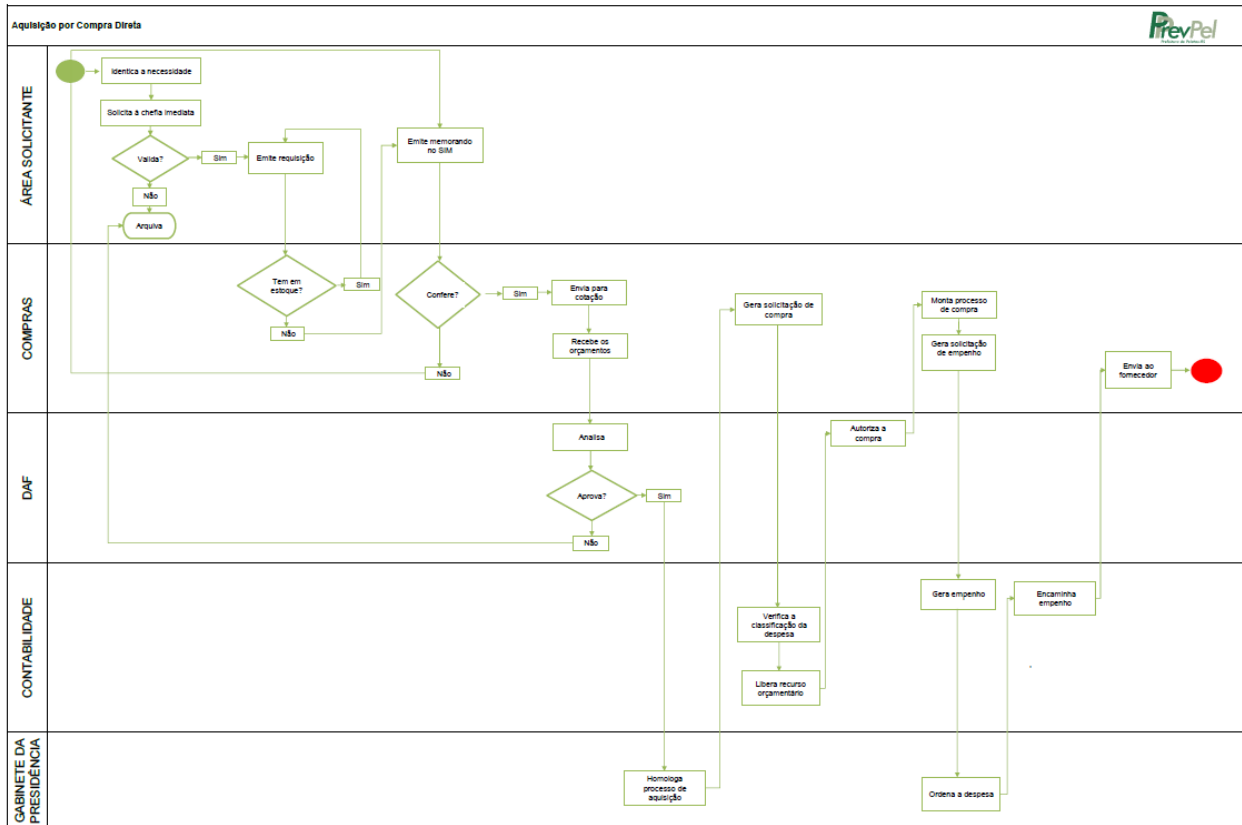 Aquisição por Compra Direta
PrevPel
ÁREA SOLICITANTE
Identica a necessidade
Solicita à chefia imediata
Valida?
Sim
Não
Arquiva
Emite requisição
Emite memorando
no SIM
COMPRAS
Tem em
estoque?
Sim
Não
Confere?
Sim
Não
Envia para
cotação
Recebe os
orçamentos
Gera solicitação de
compra
Monta processo
de compra
Gera solicitação
de empenho
Envia ao
fornecedor
DAF
Analisa
Aprova?
Sim
Não
Autoriza a
compra
CONTABILIDADE
Verifica a
classificação da
despesa
Libera recurso
orçamentário
Gera empenho
Encaminha
empenho
GABINETE DA
PRESIDÊNCIA
Homologa
processo de
aquisição
Ordena a despesa